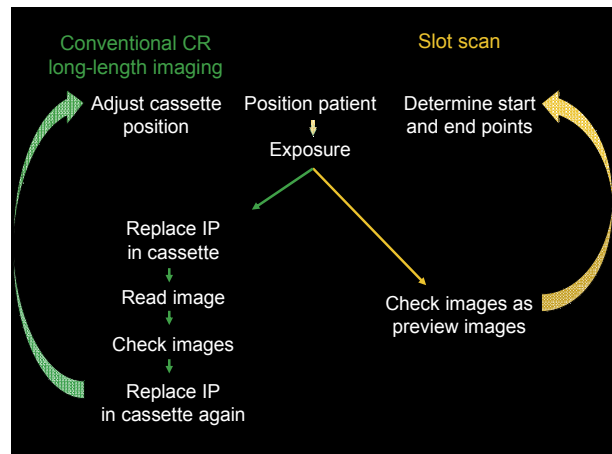 Conventional CR
long-length imaging
Slot scan
Adjust cassette
position
Position patient
Determine start
and end points
Exposure
Replace IP
in cassette
Read image
Check images
Replace IP
in cassette again
Check images as
preview images